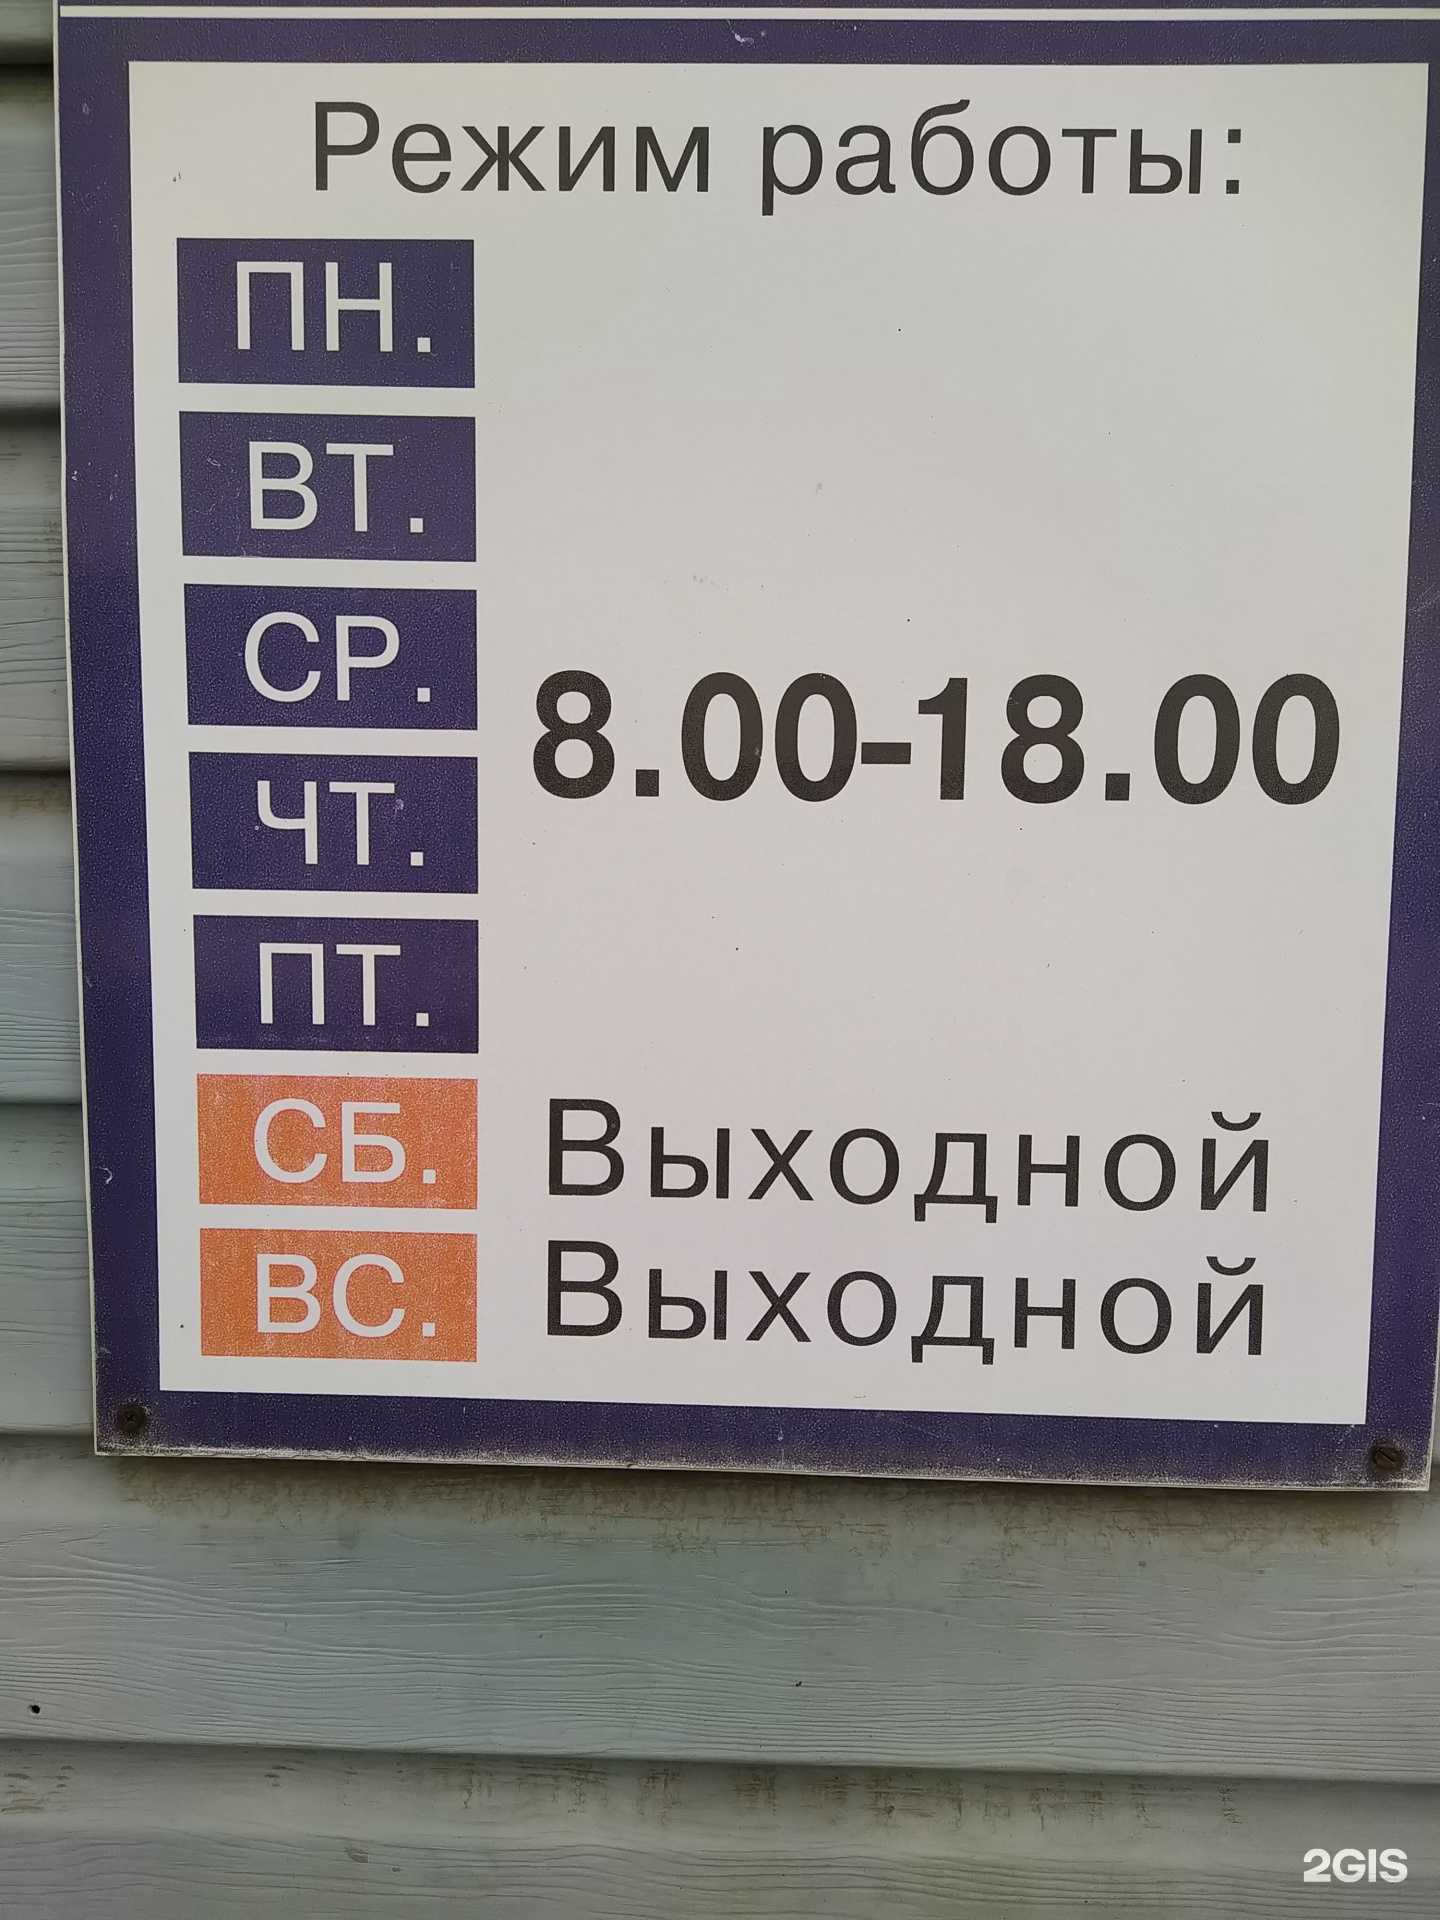 Режим работы:
ПН.
ВТ.
СР.
8.00-18.00
ЧТ.
ПТ.
СБ. Выходной
ВС. Выходной
2GIS